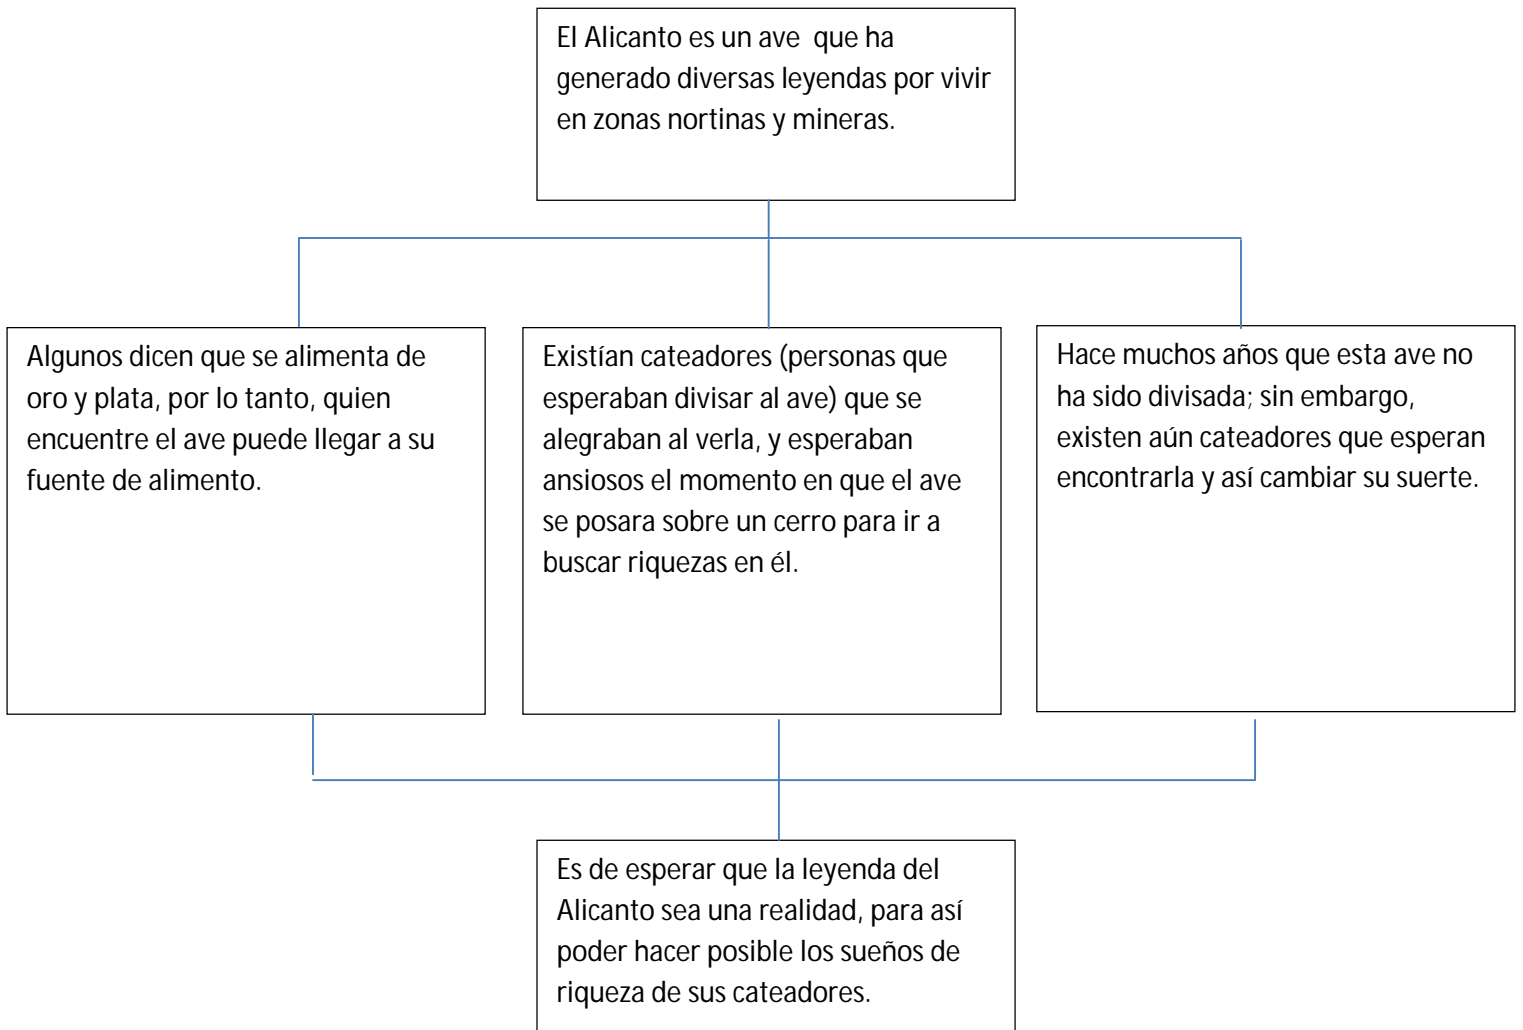 El Alicanto es un ave  que ha
generado diversas leyendas por vivir
en zonas nortinas y mineras.
Algunos dicen que se alimenta de
oro y plata, por lo tanto, quien
encuentre el ave puede llegar a su
fuente de alimento.
Existían cateadores (personas que
esperaban divisar al ave) que se
alegraban al verla, y esperaban
ansiosos el momento en que el ave
se posara sobre un cerro para ir a
buscar riquezas en él.
Hace muchos años que esta ave no
ha sido divisada; sin embargo,
existen aún cateadores que esperan
encontrarla y así cambiar su suerte.
Es de esperar que la leyenda del
Alicanto sea una realidad, para así
poder hacer posible los sueños de
riqueza de sus cateadores.